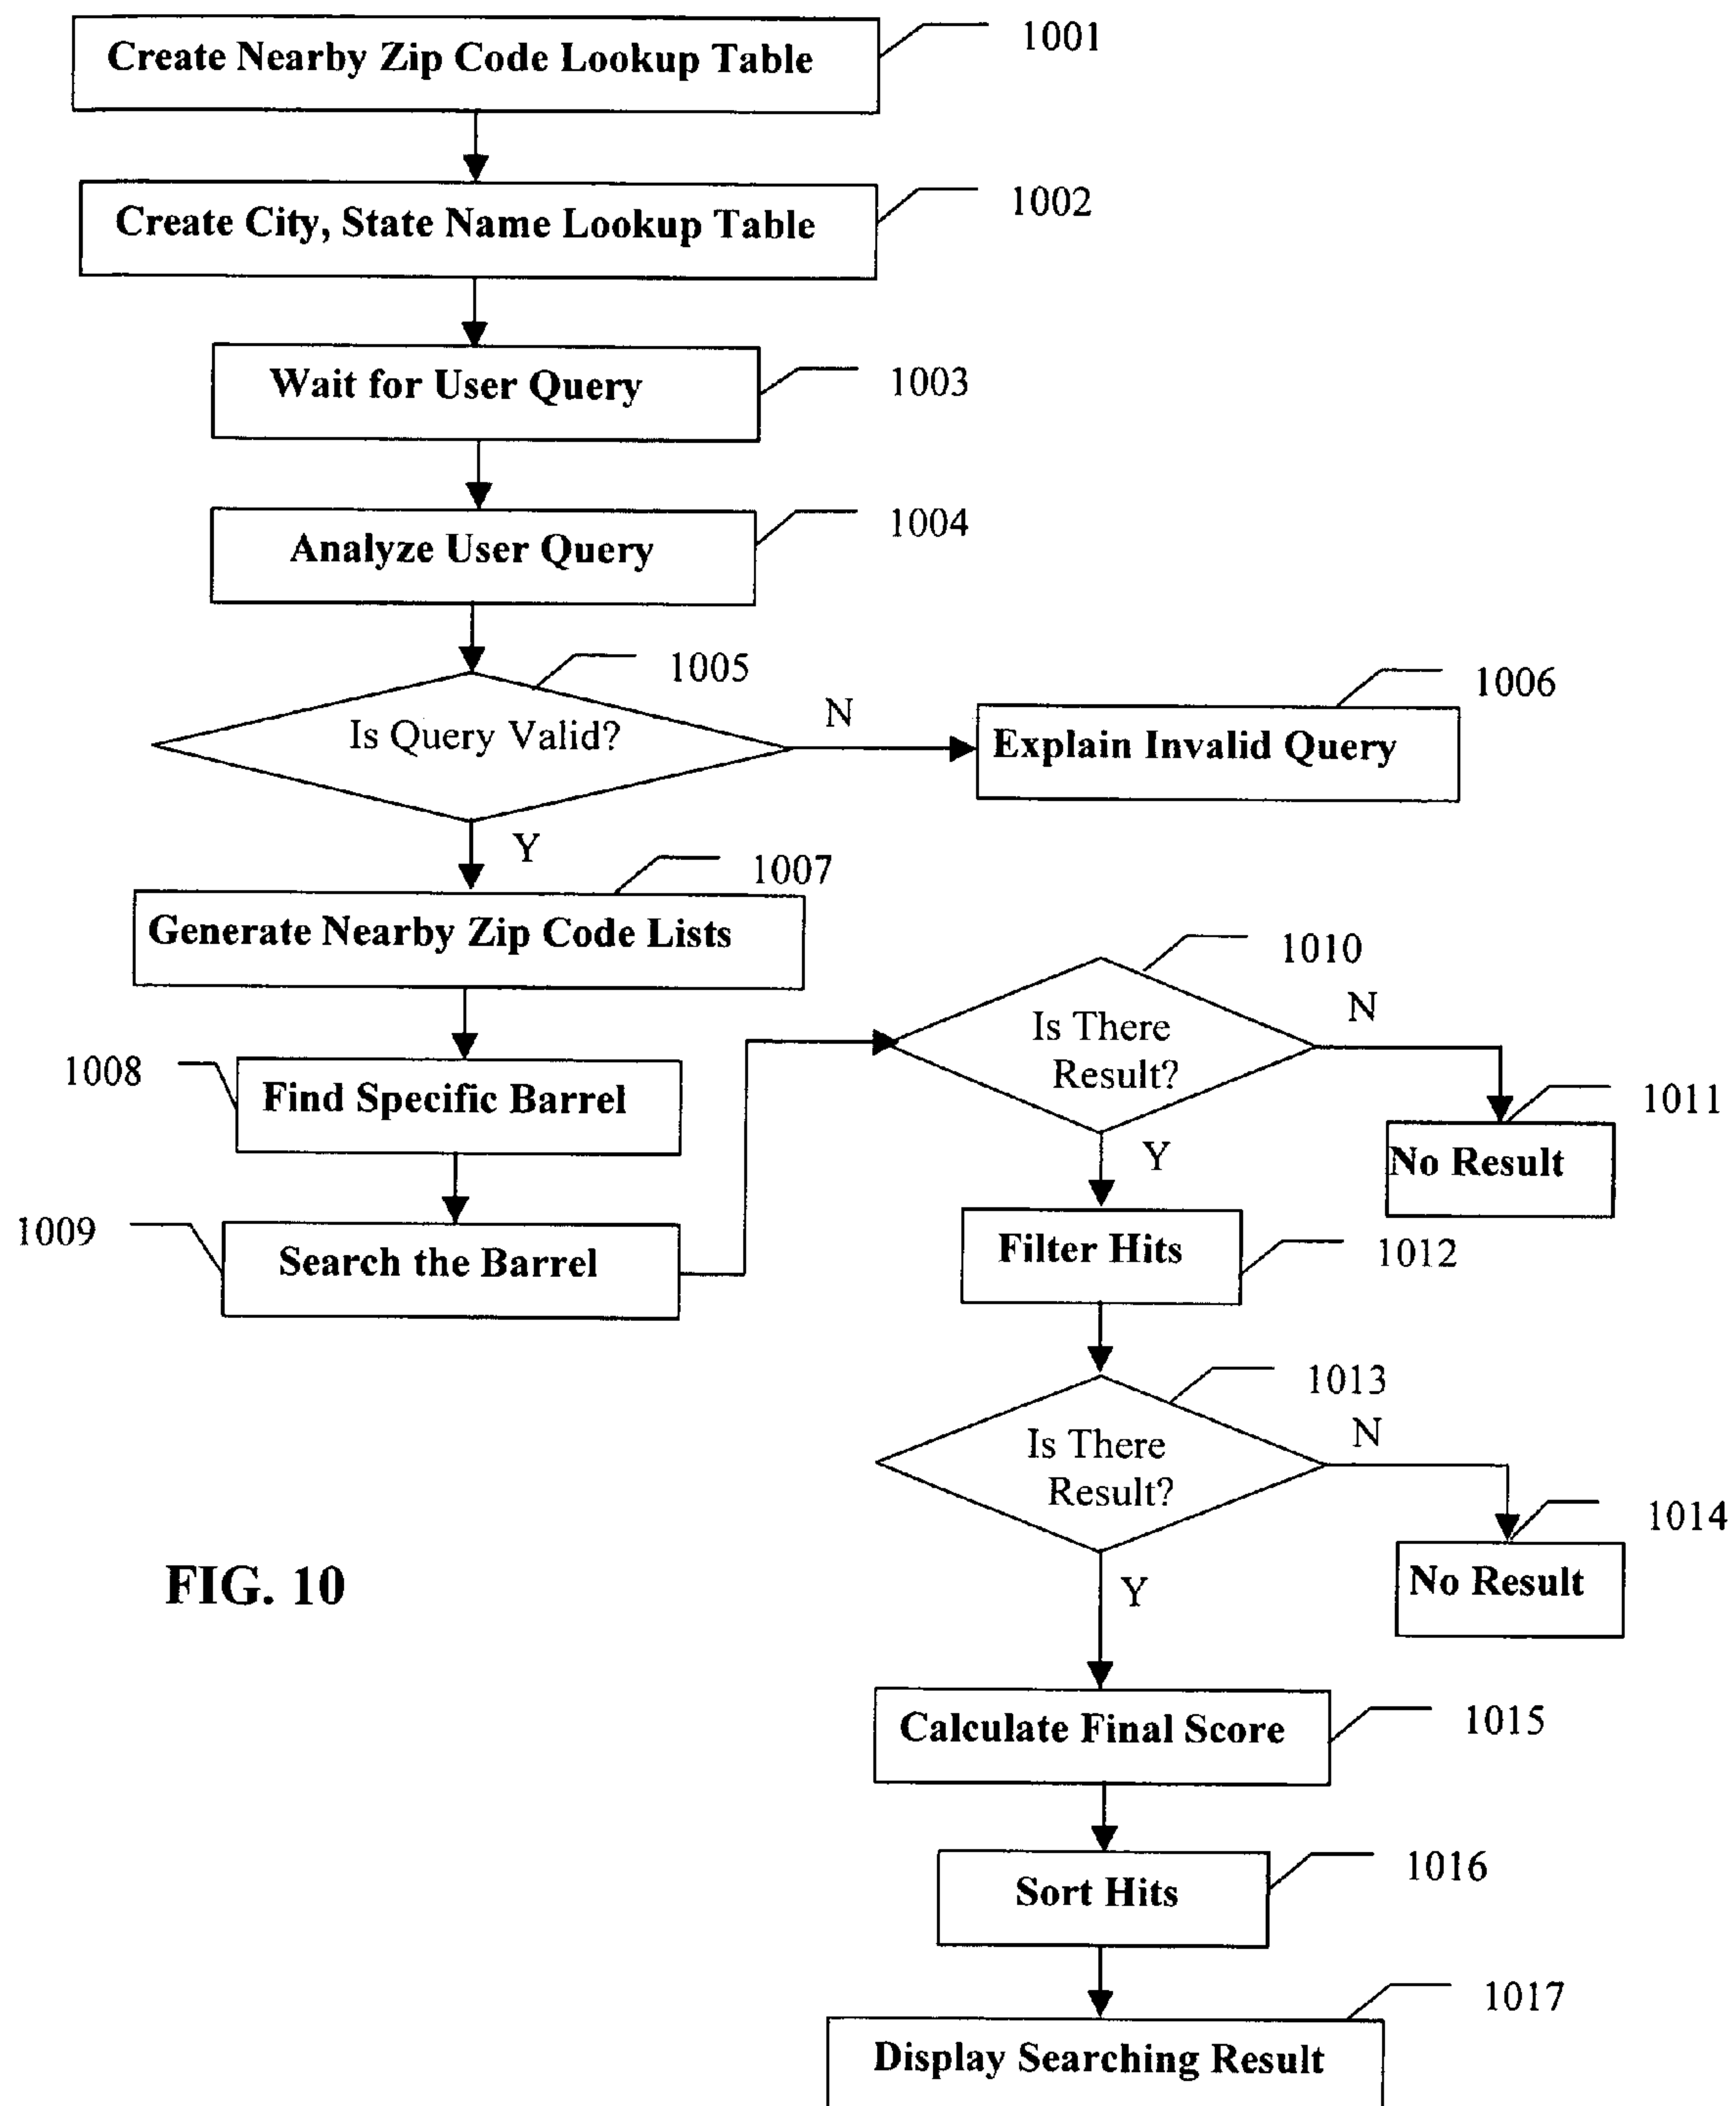 Create Nearby Zip Code Lookup Table
1001
Create City, State Name Lookup Table
1002
Wait for User Query
1003
Analyze User Query
1004
1005
Is Query Valid?
N
1006
Explain Invalid Query
Y
1007
Generate Nearby Zip Code Lists
1008
Find Specific Barrel
1009
Search the Barrel
1010
Is There
Result?
N
1011
No Result
Y
Filter Hits
1012
1013
Is There
Result?
N
1014
No Result
Y
FIG. 10
Calculate Final Score
1015
Sort Hits
1016
1017
Display Searching Result